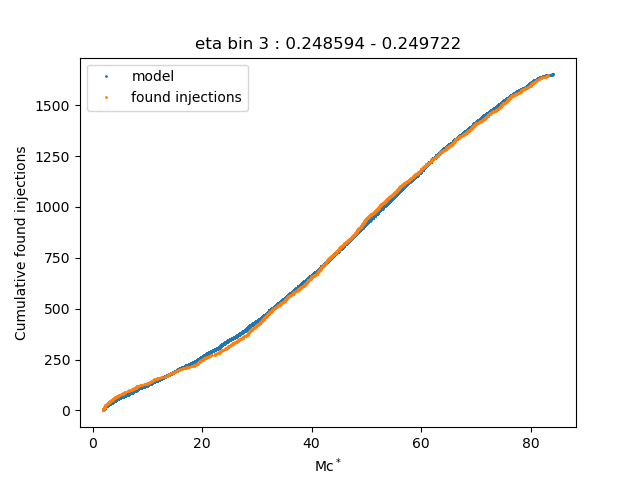 eta bin 3 : 0.248594 - 0.249722
model
found injections
Cumulative found injections
1500
1250
1000
750
500
250
0
0 20 40 60 80
Mc*